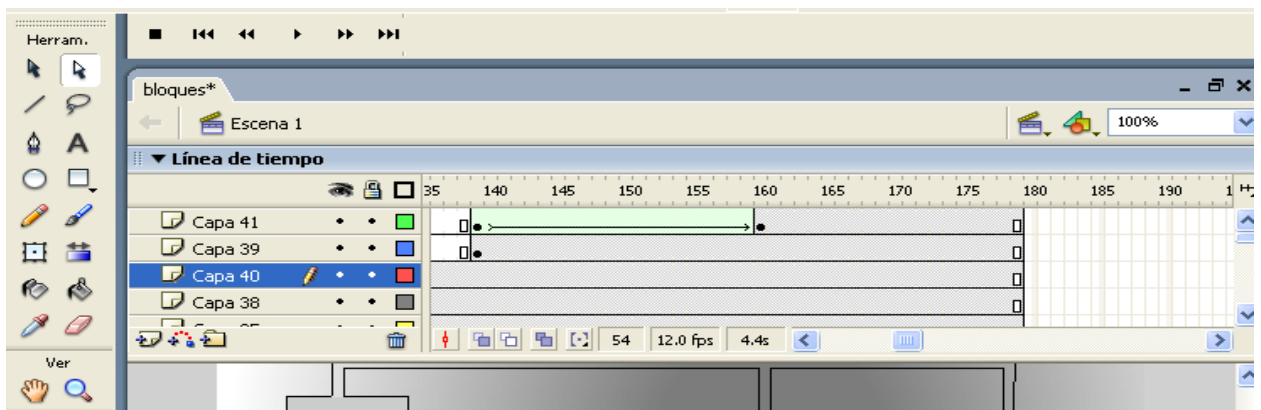 Herram.
bloques*
Escena 1
100%
Línea de tiempo
35 140 145 150 155 160 165 170 175 180 185 190 1
Capa 41
Capa 39
Capa 40
Capa 38
54 12.0 fps 4.4s
Ver